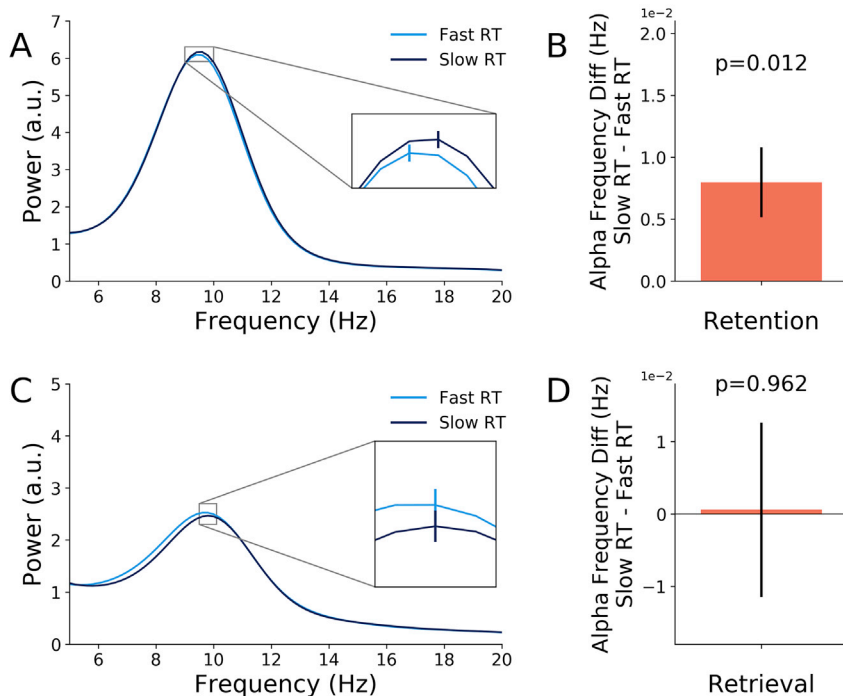 A
7
6
5
4
3
2
1
0
Power (a.u.)
Fast RT
Slow RT
6 8 10 12 14 16 18 20
Frequency (Hz)
B
1e−2
2.0
1.5
1.0
0.5
0.0
Alpha Frequency Diff (Hz)
Slow RT - Fast RT
p=0.012
Retention
C
5
4
3
2
1
0
Power (a.u.)
Fast RT
Slow RT
6 8 10 12 14 16 18 20
Frequency (Hz)
D
1e−2
1
0
−1
Alpha Frequency Diff (Hz)
Slow RT - Fast RT
p=0.962
Retrieval